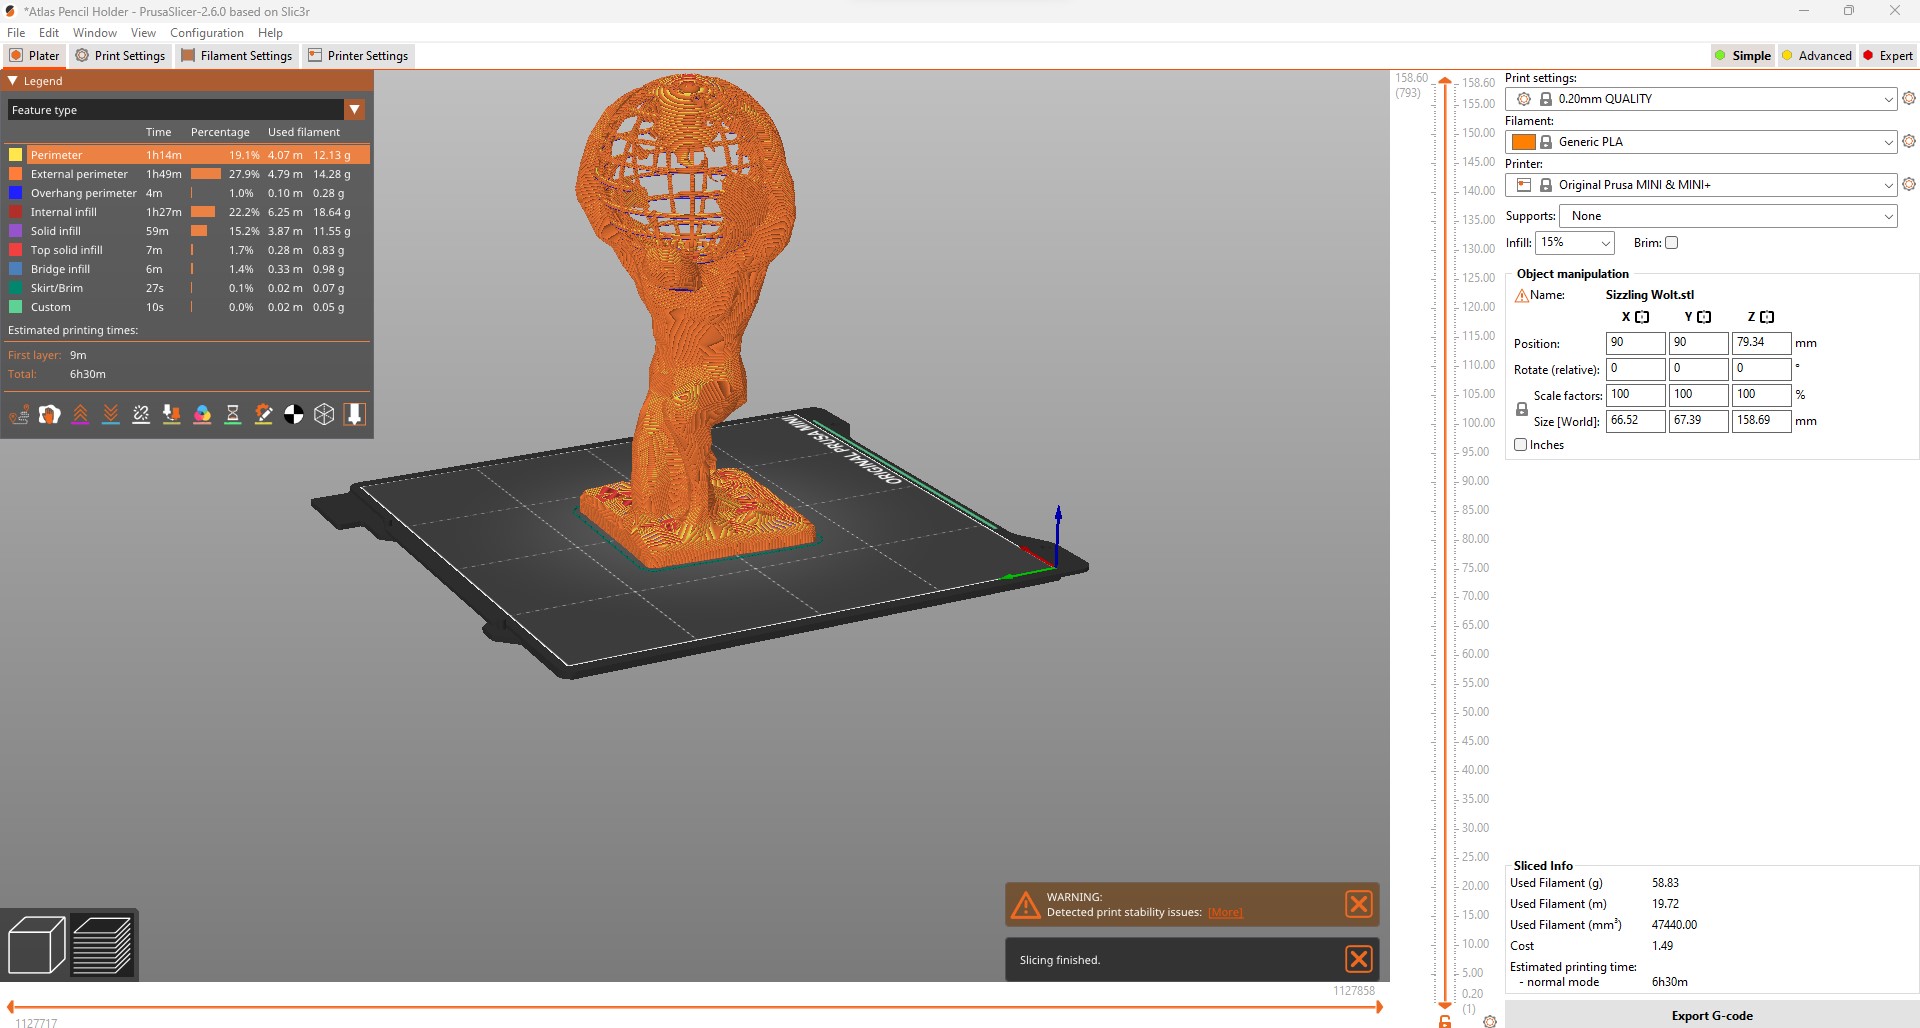 *Atlas Pencil Holder - PrusaSlicer-2.6.0 based on Slic3r
File Edit Window View Configuration Help
Plater Print Settings Filament Settings Printer Settings Simple Advanced Expert
Legend
Feature type
Time Percentage Used filament
Perimeter 1h14m 19.1% 4.07 m 12.13 g
External perimeter 1h49m 27.9% 4.79 m 14.28 g
Overhang perimeter 4m 1.0% 0.10 m 0.28 g
Internal infill 1h27m 22.2% 6.25 m 18.64 g
Solid infill 59m 15.2% 3.87 m 11.55 g
Top solid infill 7m 1.7% 0.28 m 0.83 g
Bridge infill 6m 1.4% 0.33 m 0.98 g
Skirt/Brim 27s 0.1% 0.02 m 0.07 g
Custom 10s 0.0% 0.02 m 0.05 g
Estimated printing times:
First layer: 9m
Total: 6h30m
ORIGINAL PRUSA MINI
WARNING:
Detected print stability issues: [More]
Slicing finished.
1127858
1127717
158.60
(793)
158.60
155.00
150.00
145.00
140.00
135.00
130.00
125.00
120.00
115.00
110.00
105.00
100.00
95.00
90.00
85.00
80.00
75.00
70.00
65.00
60.00
55.00
50.00
45.00
40.00
35.00
30.00
25.00
20.00
15.00
10.00
5.00
0.20
(1)
Print settings:
0.20mm QUALITY
Filament:
Generic PLA
Printer:
Original Prusa MINI & MINI+
Supports: None
Infill: 15% Brim:
Object manipulation
Name: Sizzling Wolt.stl
X Y Z
Position: 90 90 79.34 mm
Rotate (relative): 0 0 0 °
Scale factors: 100 100 100 %
Size [World]: 66.52 67.39 158.69 mm
Inches
Sliced Info
Used Filament (g) 58.83
Used Filament (m) 19.72
Used Filament (mm³) 47440.00
Cost 1.49
Estimated printing time:
- normal mode 6h30m
Export G-code